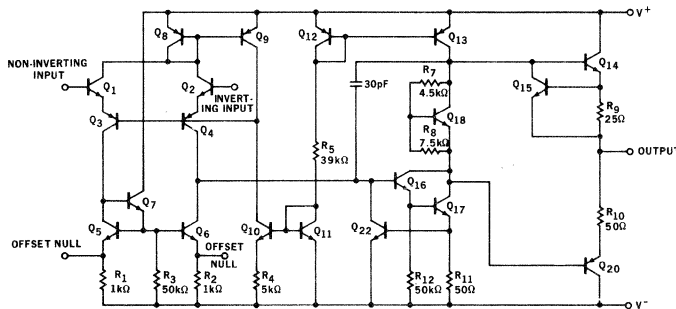 V+
Q8
Q9
Q12
Q13
NON-INVERTING
INPUT
Q1
Q2
Q14
Q15
30pF
R7
4.5kΩ
R9
25Ω
INVERT-
ING INPUT
Q3
Q4
Q18
R8
7.5kΩ
R5
39kΩ
OUTPUT
Q16
Q7
Q17
R10
50Ω
Q5
Q6
Q10
Q11
Q22
OFFSET NULL
OFFSET
NULL
Q20
R1
1kΩ
R3
50kΩ
R2
1kΩ
R4
5kΩ
R12
50kΩ
R11
50Ω
V-